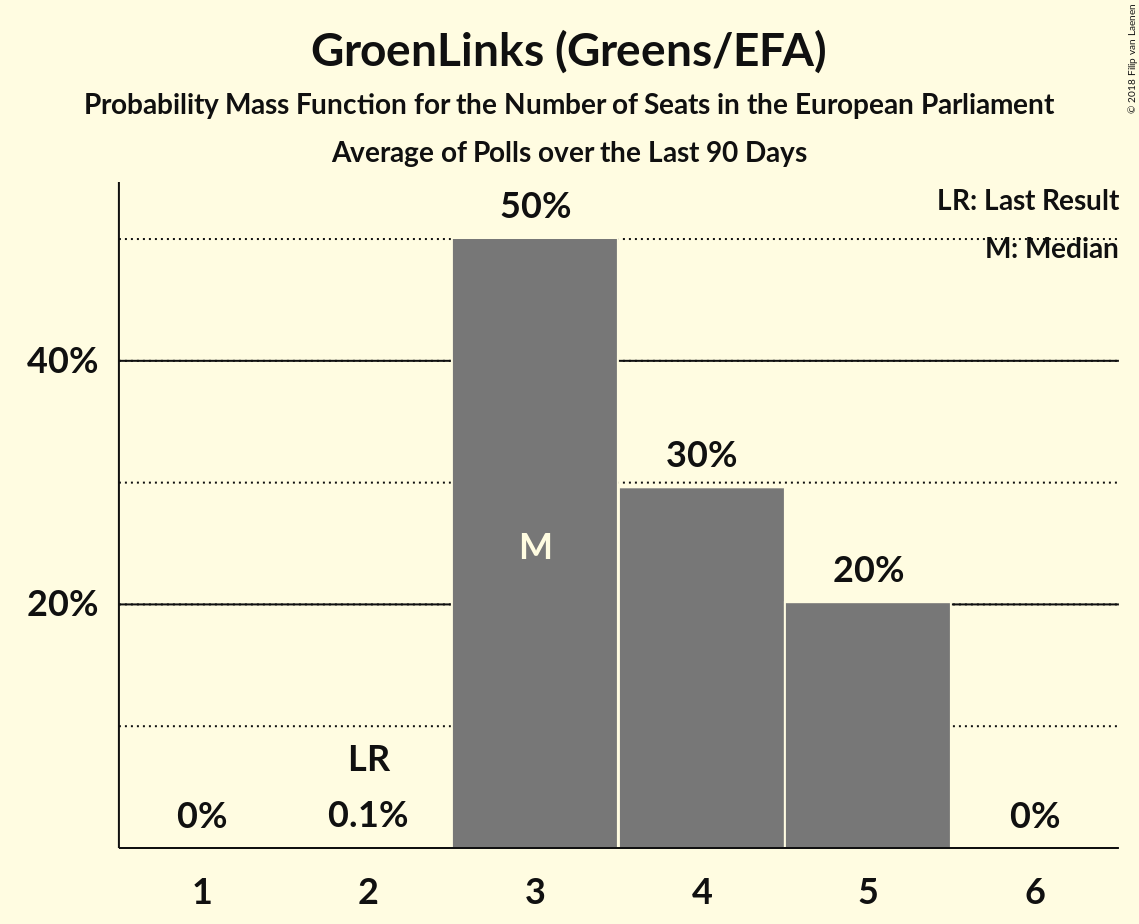 GroenLinks (Greens/EFA)
Probability Mass Function for the Number of Seats in the European Parliament
Average of Polls over the Last 90 Days
© 2018 Filip van Laenen
LR: Last Result
M: Median
50%
40%
30%
M
20%
20%
LR
0% 0.1% 0%
1 2 3 4 5 6